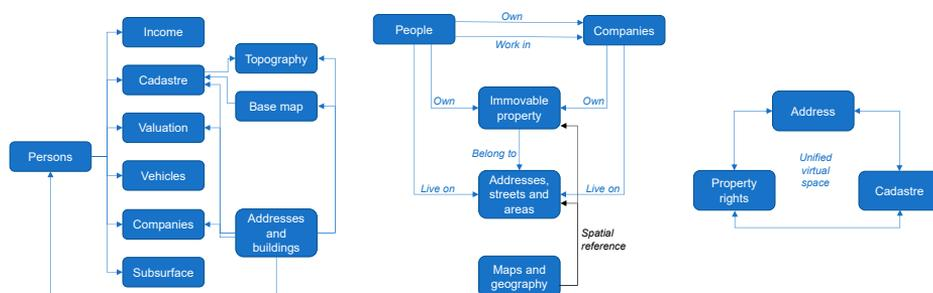 Persons
Income
Cadastre
Valuation
Vehicles
Companies
Subsurface
Topography
Base map
Addresses
and
buildings
People
Own
Work in
Companies
Own
Own
Immovable
property
Belong to
Live on
Live on
Addresses,
streets and
areas
Spatial
reference
Maps and
geography
Address
Unified
virtual
space
Property
rights
Cadastre